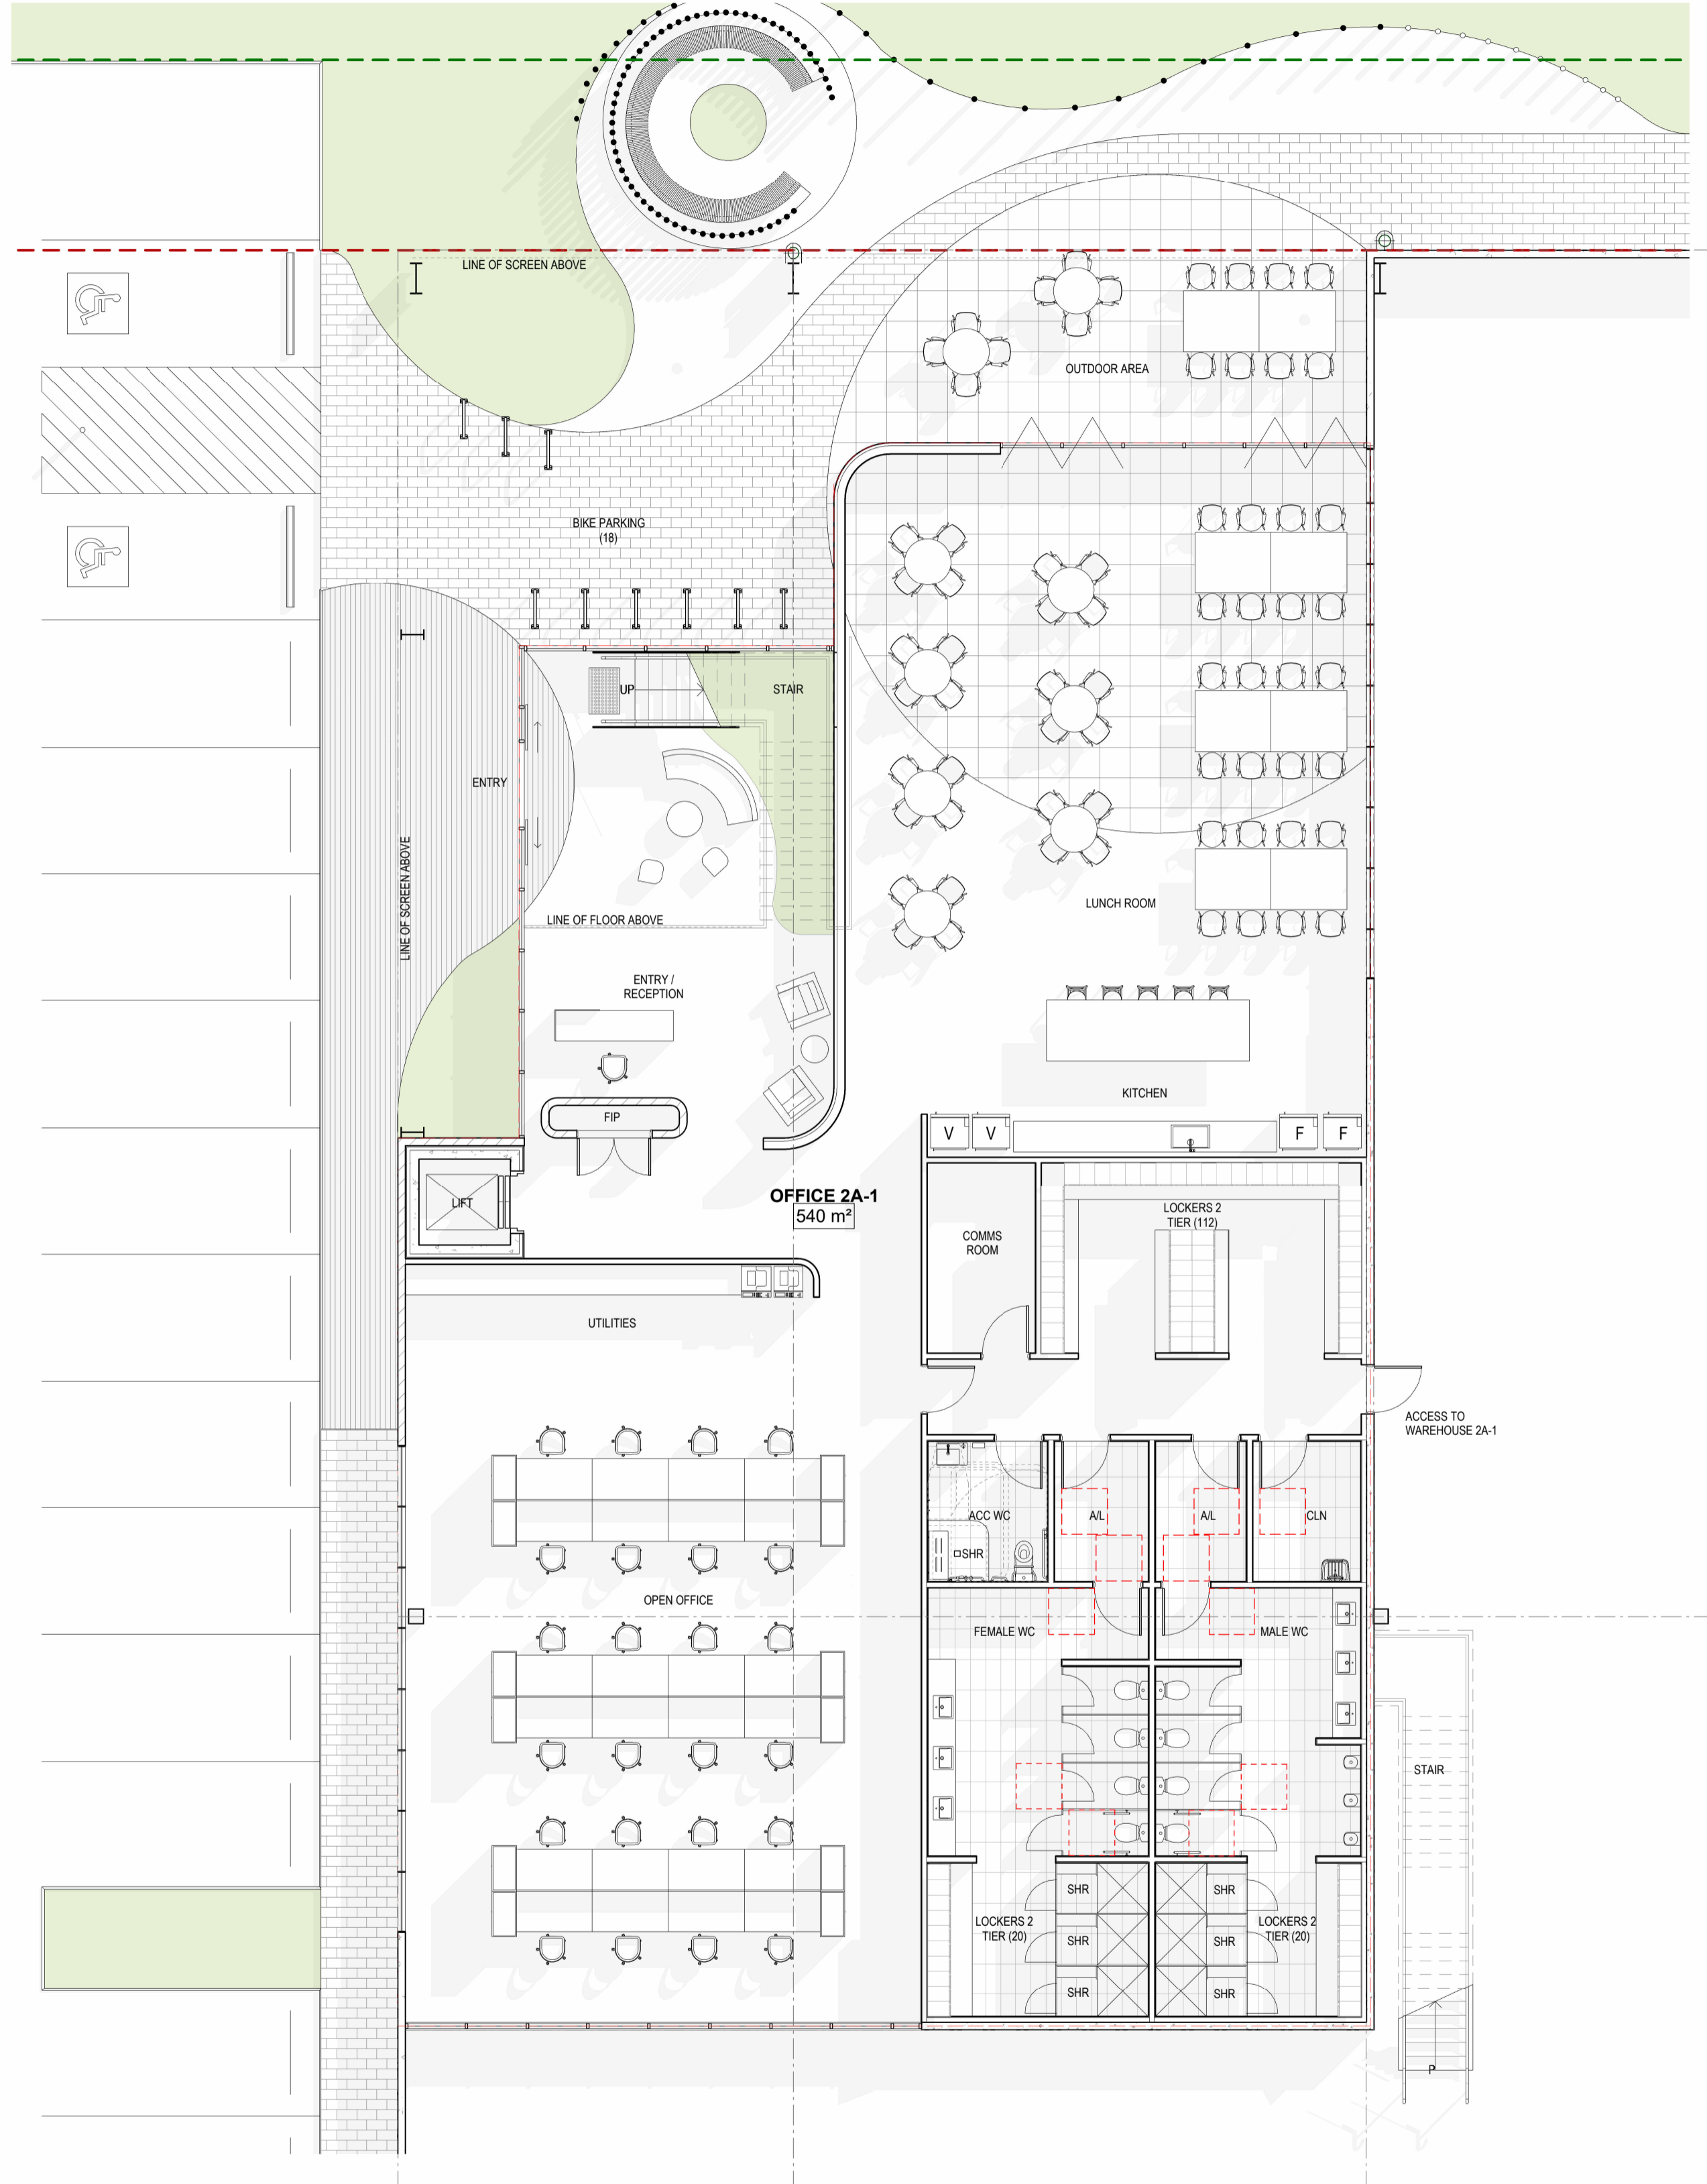 LINE OF SCREEN ABOVE
OUTDOOR AREA
BIKE PARKING
(18)
UP
STAIR
ENTRY
LINE OF SCREEN ABOVE
LINE OF FLOOR ABOVE
LUNCH ROOM
ENTRY /
RECEPTION
KITCHEN
FIP
V
V
F
F
LIFT
OFFICE 2A-1
540 m²
COMMS
ROOM
LOCKERS 2
TIER (112)
UTILITIES
ACCESS TO
WAREHOUSE 2A-1
ACC WC
A/L
A/L
CLN
SHR
OPEN OFFICE
FEMALE WC
MALE WC
STAIR
SHR
SHR
LOCKERS 2
TIER (20)
LOCKERS 2
TIER (20)
SHR
SHR
SHR
SHR
P